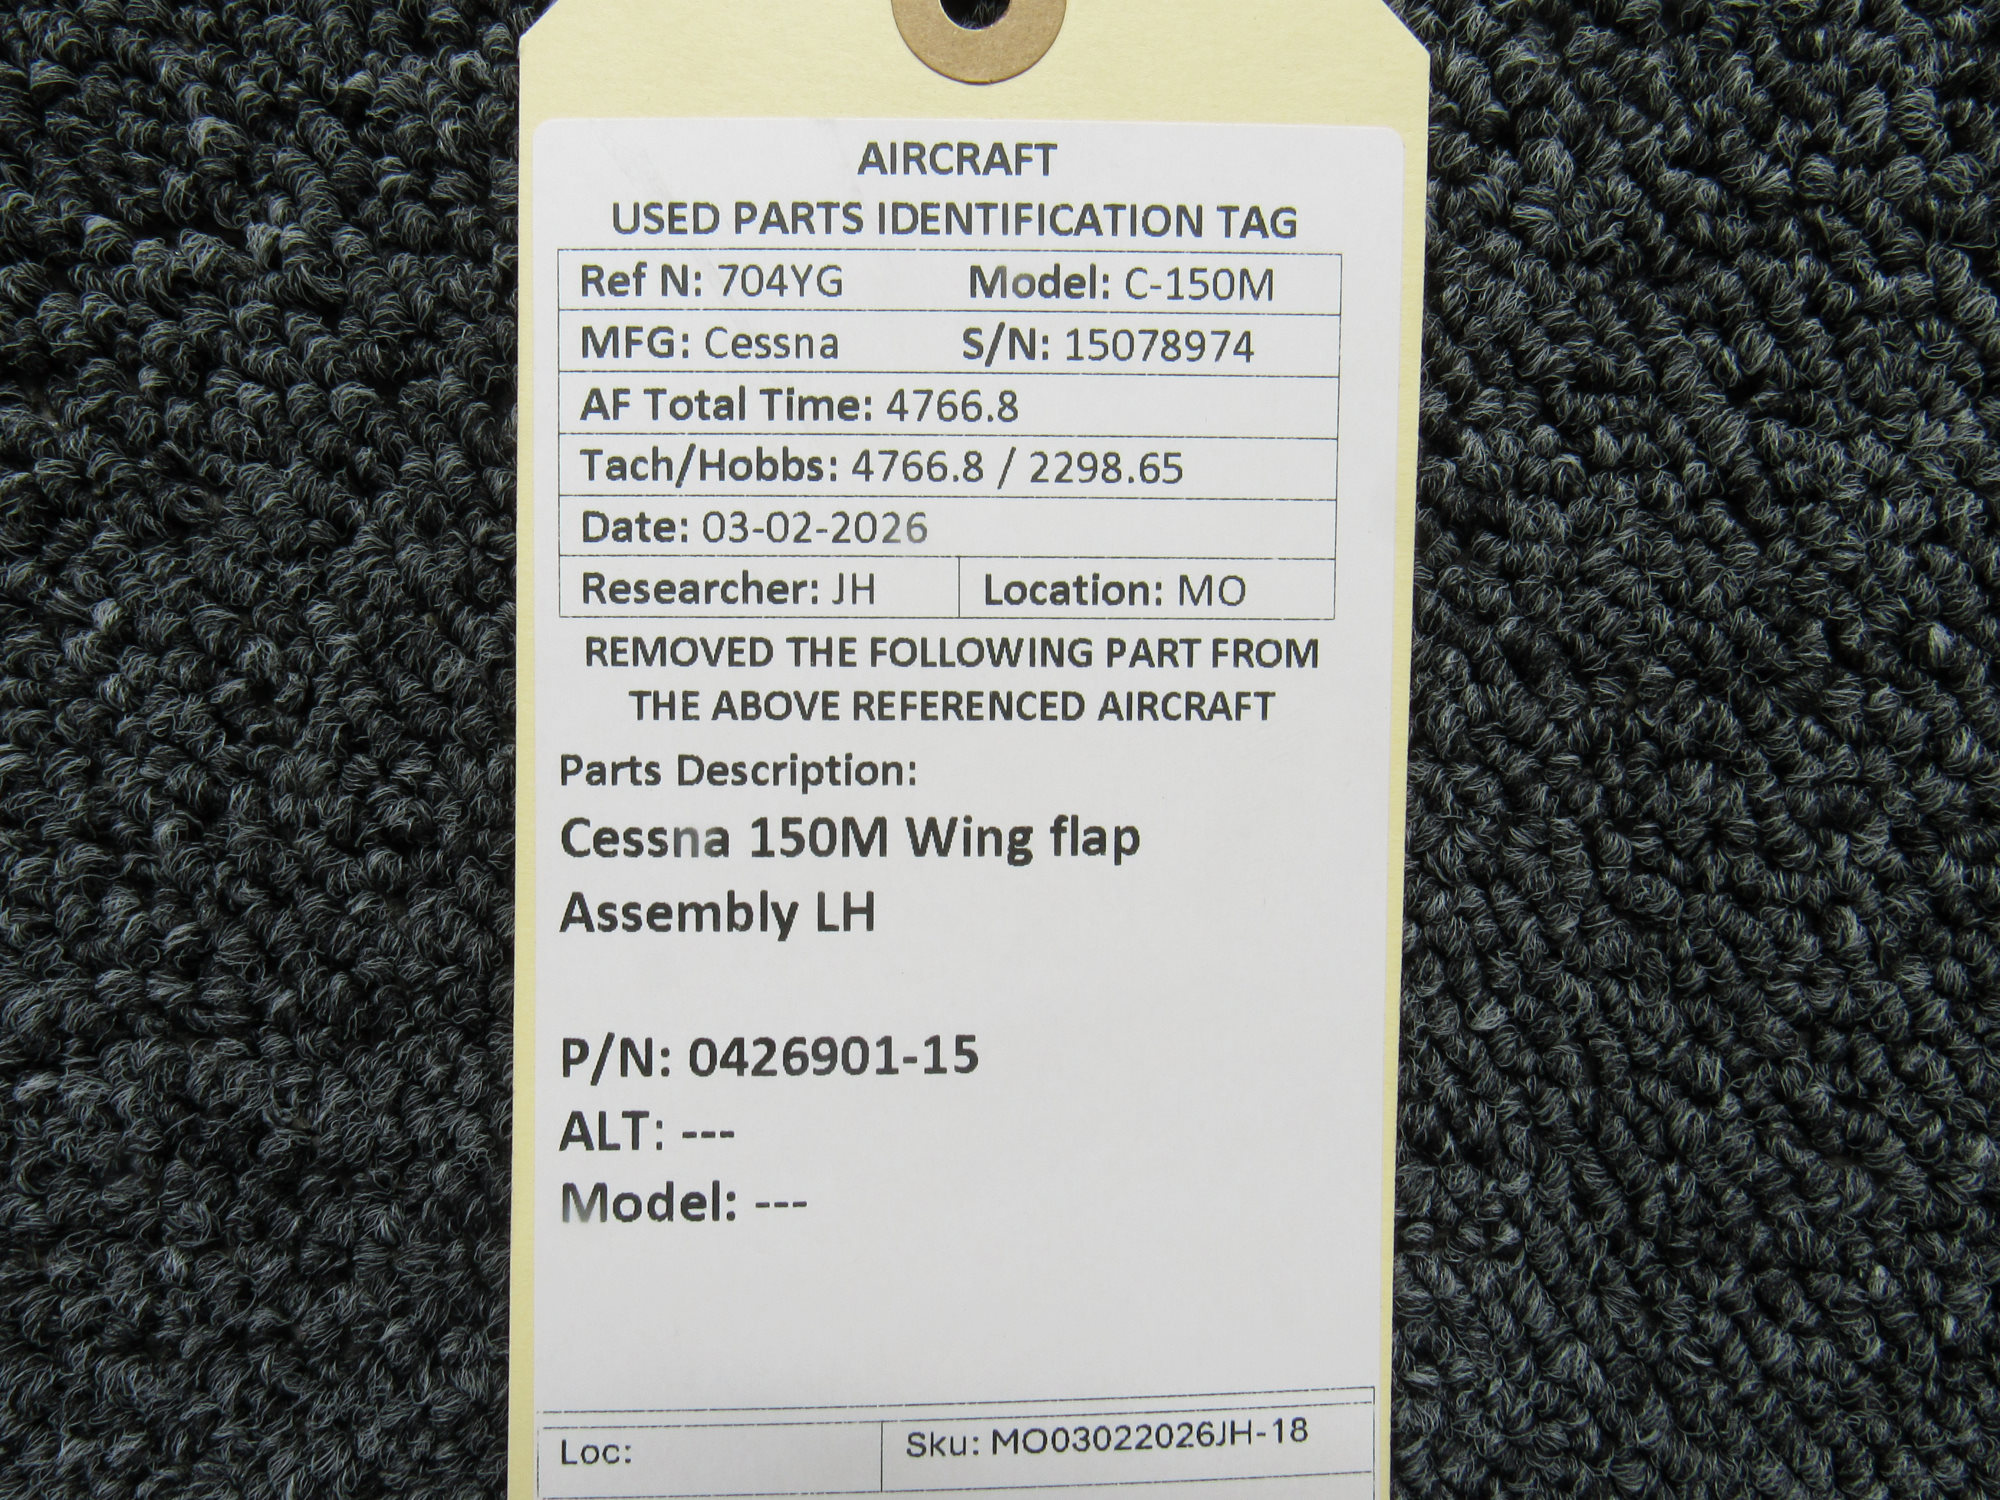 AIRCRAFT
USED PARTS IDENTIFICATION TAG
Ref N: 704YG Model: C-150M
MFG: Cessna S/N: 15078974
AF Total Time: 4766.8
Tach/Hobbs: 4766.8 / 2298.65
Date: 03-02-2026
Researcher: JH Location: MO
REMOVED THE FOLLOWING PART FROM
THE ABOVE REFERENCED AIRCRAFT
Parts Description:
Cessna 150M Wing flap
Assembly LH
P/N: 0426901-15
ALT: ---
Model: ---
Loc: Sku: MO03022026JH-18